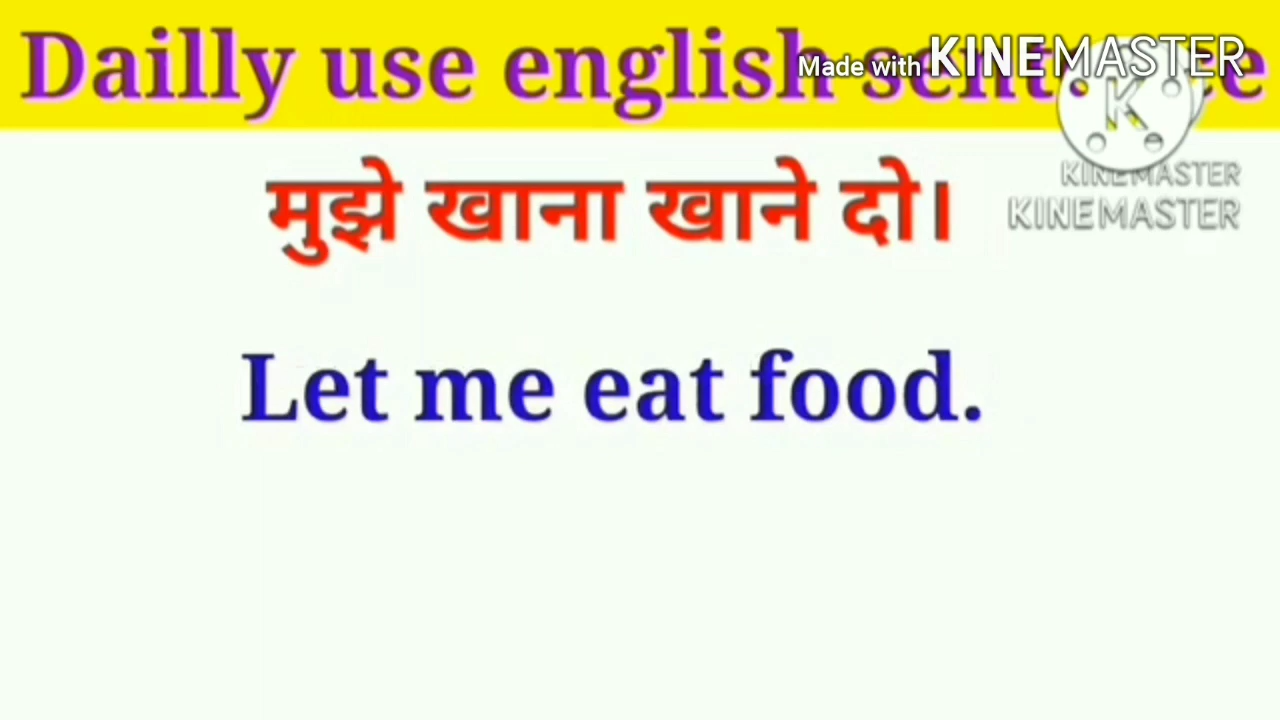 Dailly use english
Made with KINEMASTER
K
KINEMASTER
KINEMASTER
मुझे खाना खाने दो।
Let me eat food.